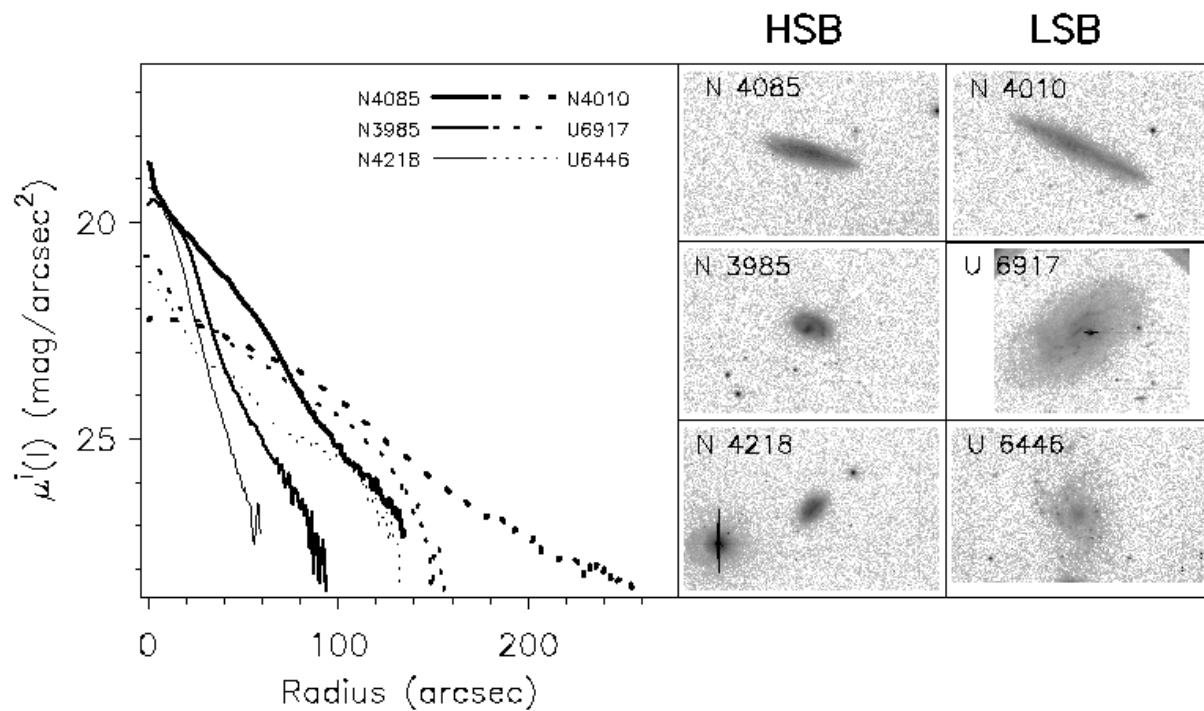 HSB LSB
N4085 N4010
N3985 U6917
N4218 U6446
20
25
μⁱ(I) (mag/arcsec²)
0 100 200
Radius (arcsec)
N 4085 N 4010
N 3985 U 6917
N 4218 U 6446